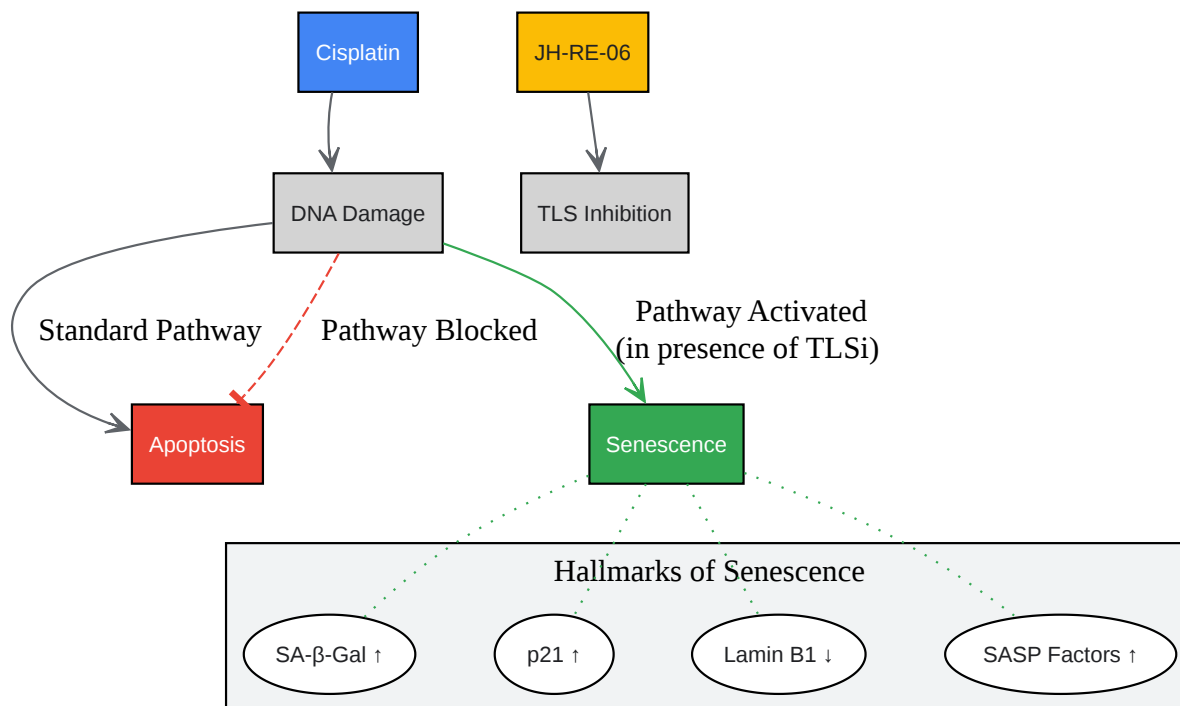 Cisplatin
JH-RE-06
DNA Damage
TLS Inhibition
Standard Pathway
Pathway Blocked
Pathway Activated
(in presence of TLSi)
Apoptosis
Senescence
Hallmarks of Senescence
SA-β-Gal ↑
p21 ↑
Lamin B1 ↓
SASP Factors ↑